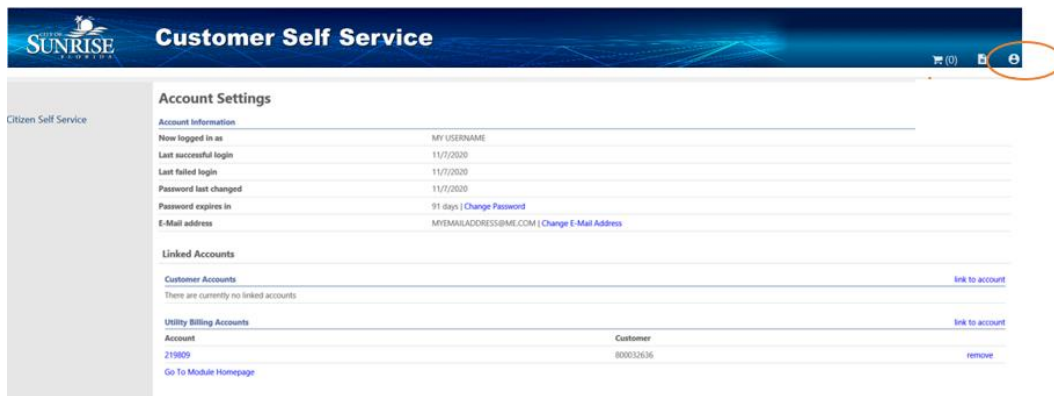 CITY OF
SUNRISE
FLORIDA
Customer Self Service
(0)
Citizen Self Service
Account Settings
Account Information
Now logged in as MY USERNAME
Last successful login 11/7/2020
Last failed login 11/7/2020
Password last changed 11/7/2020
Password expires in 91 days | Change Password
E-Mail address MYEMAILADDRESS@ME.COM | Change E-Mail Address
Linked Accounts
Customer Accounts link to account
There are currently no linked accounts
Utility Billing Accounts link to account
Account Customer
219809 800032636 remove
Go To Module Homepage